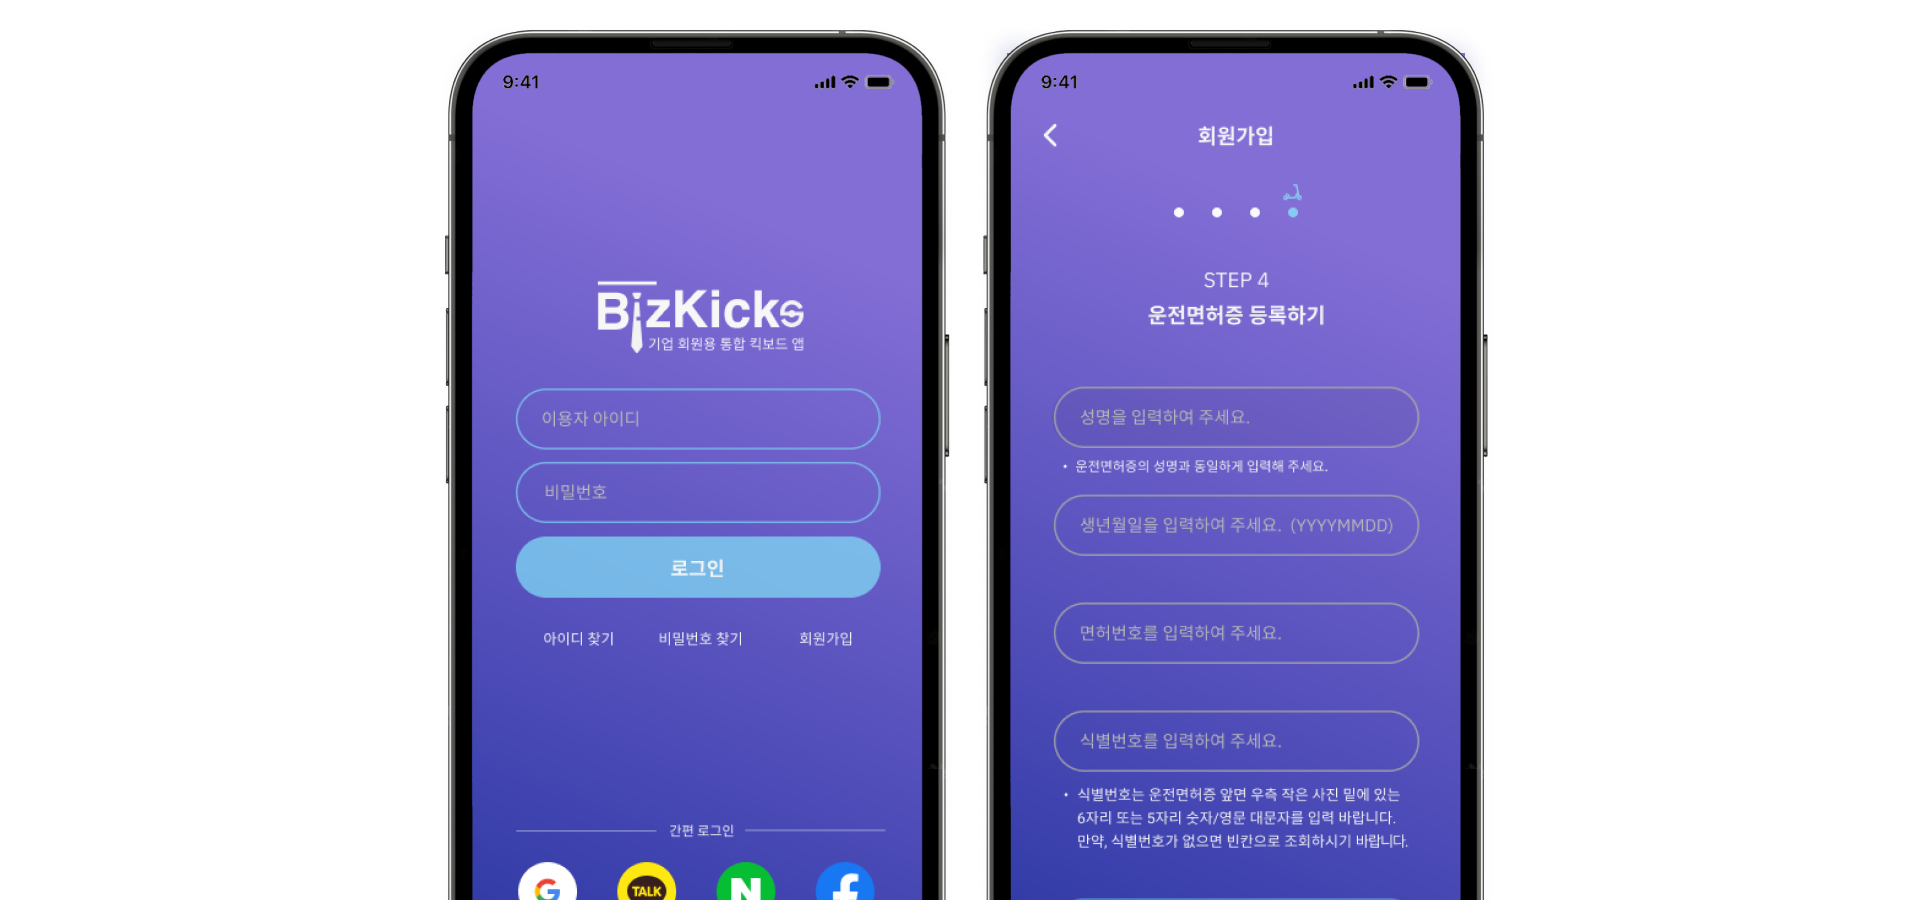 9:41
BizKicks
기업 회원용 통합 킥보드 앱
이용자 아이디
비밀번호
로그인
아이디 찾기 비밀번호 찾기 회원가입
간편 로그인
G TALK N f
9:41
회원가입
STEP 4
운전면허증 등록하기
성명을 입력하여 주세요.
• 운전면허증의 성명과 동일하게 입력해 주세요.
생년월일을 입력하여 주세요. (YYYYMMDD)
면허번호를 입력하여 주세요.
식별번호를 입력하여 주세요.
• 식별번호는 운전면허증 앞면 우측 작은 사진 밑에 있는
6자리 또는 5자리 숫자/영문 대문자를 입력 바랍니다.
만약, 식별번호가 없으면 빈칸으로 조회하시기 바랍니다.